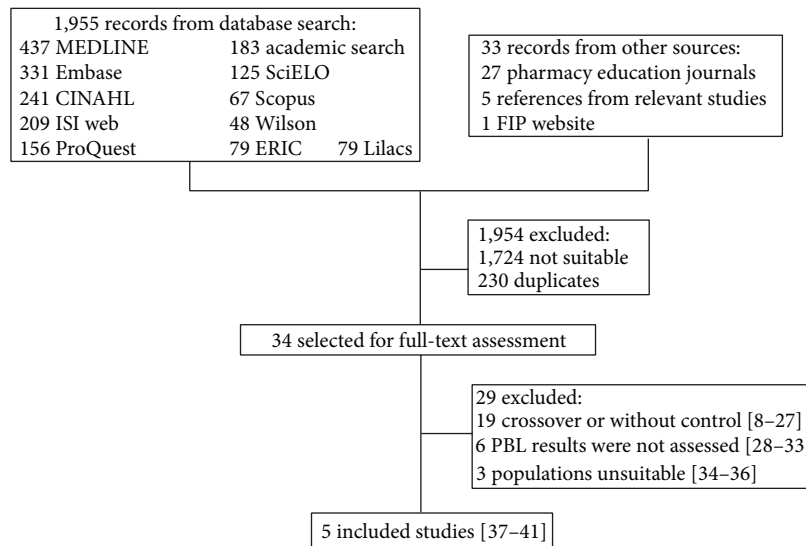 1,955 records from database search:
437 MEDLINE 183 academic search
331 Embase 125 SciELO
241 CINAHL 67 Scopus
209 ISI web 48 Wilson
156 ProQuest 79 ERIC 79 Lilacs
33 records from other sources:
27 pharmacy education journals
5 references from relevant studies
1 FIP website
1,954 excluded:
1,724 not suitable
230 duplicates
34 selected for full-text assessment
29 excluded:
19 crossover or without control [8–27]
6 PBL results were not assessed [28–33
3 populations unsuitable [34–36]
5 included studies [37–41]